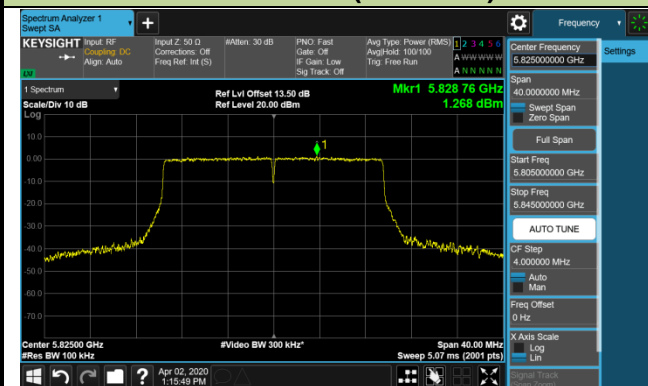 Spectrum Analyzer 1
Swept SA
Frequency
KEYSIGHT
Input: RF
Coupling: DC
Align: Auto
Input Z: 50 Ω
Corrections: Off
Freq Ref: Int (S)
#Atten: 30 dB
PNO: Fast
Gate: Off
IF Gain: Low
Sig Track: Off
Avg Type: Power (RMS)
Avg|Hold: 100/100
Trig: Free Run
1 2 3 4 5 6
A W W W W W
A N N N N N
LXI
1 Spectrum
Scale/Div 10 dB
Log
Ref Lvl Offset 13.50 dB
Ref Level 20.00 dBm
Mkr1 5.828 76 GHz
1.268 dBm
10.0
0.00
-10.0
-20.0
-30.0
-40.0
-50.0
-60.0
-70.0
1
Center 5.82500 GHz
#Res BW 100 kHz
#Video BW 300 kHz*
Span 40.00 MHz
Sweep 5.07 ms (2001 pts)
Apr 02, 2020
1:15:49 PM
Center Frequency
5.825000000 GHz
Span
40.0000000 MHz
Swept Span
Zero Span
Full Span
Start Freq
5.805000000 GHz
Stop Freq
5.845000000 GHz
AUTO TUNE
CF Step
4.000000 MHz
Auto
Man
Freq Offset
0 Hz
X Axis Scale
Log
Lin
Signal Track
Settings